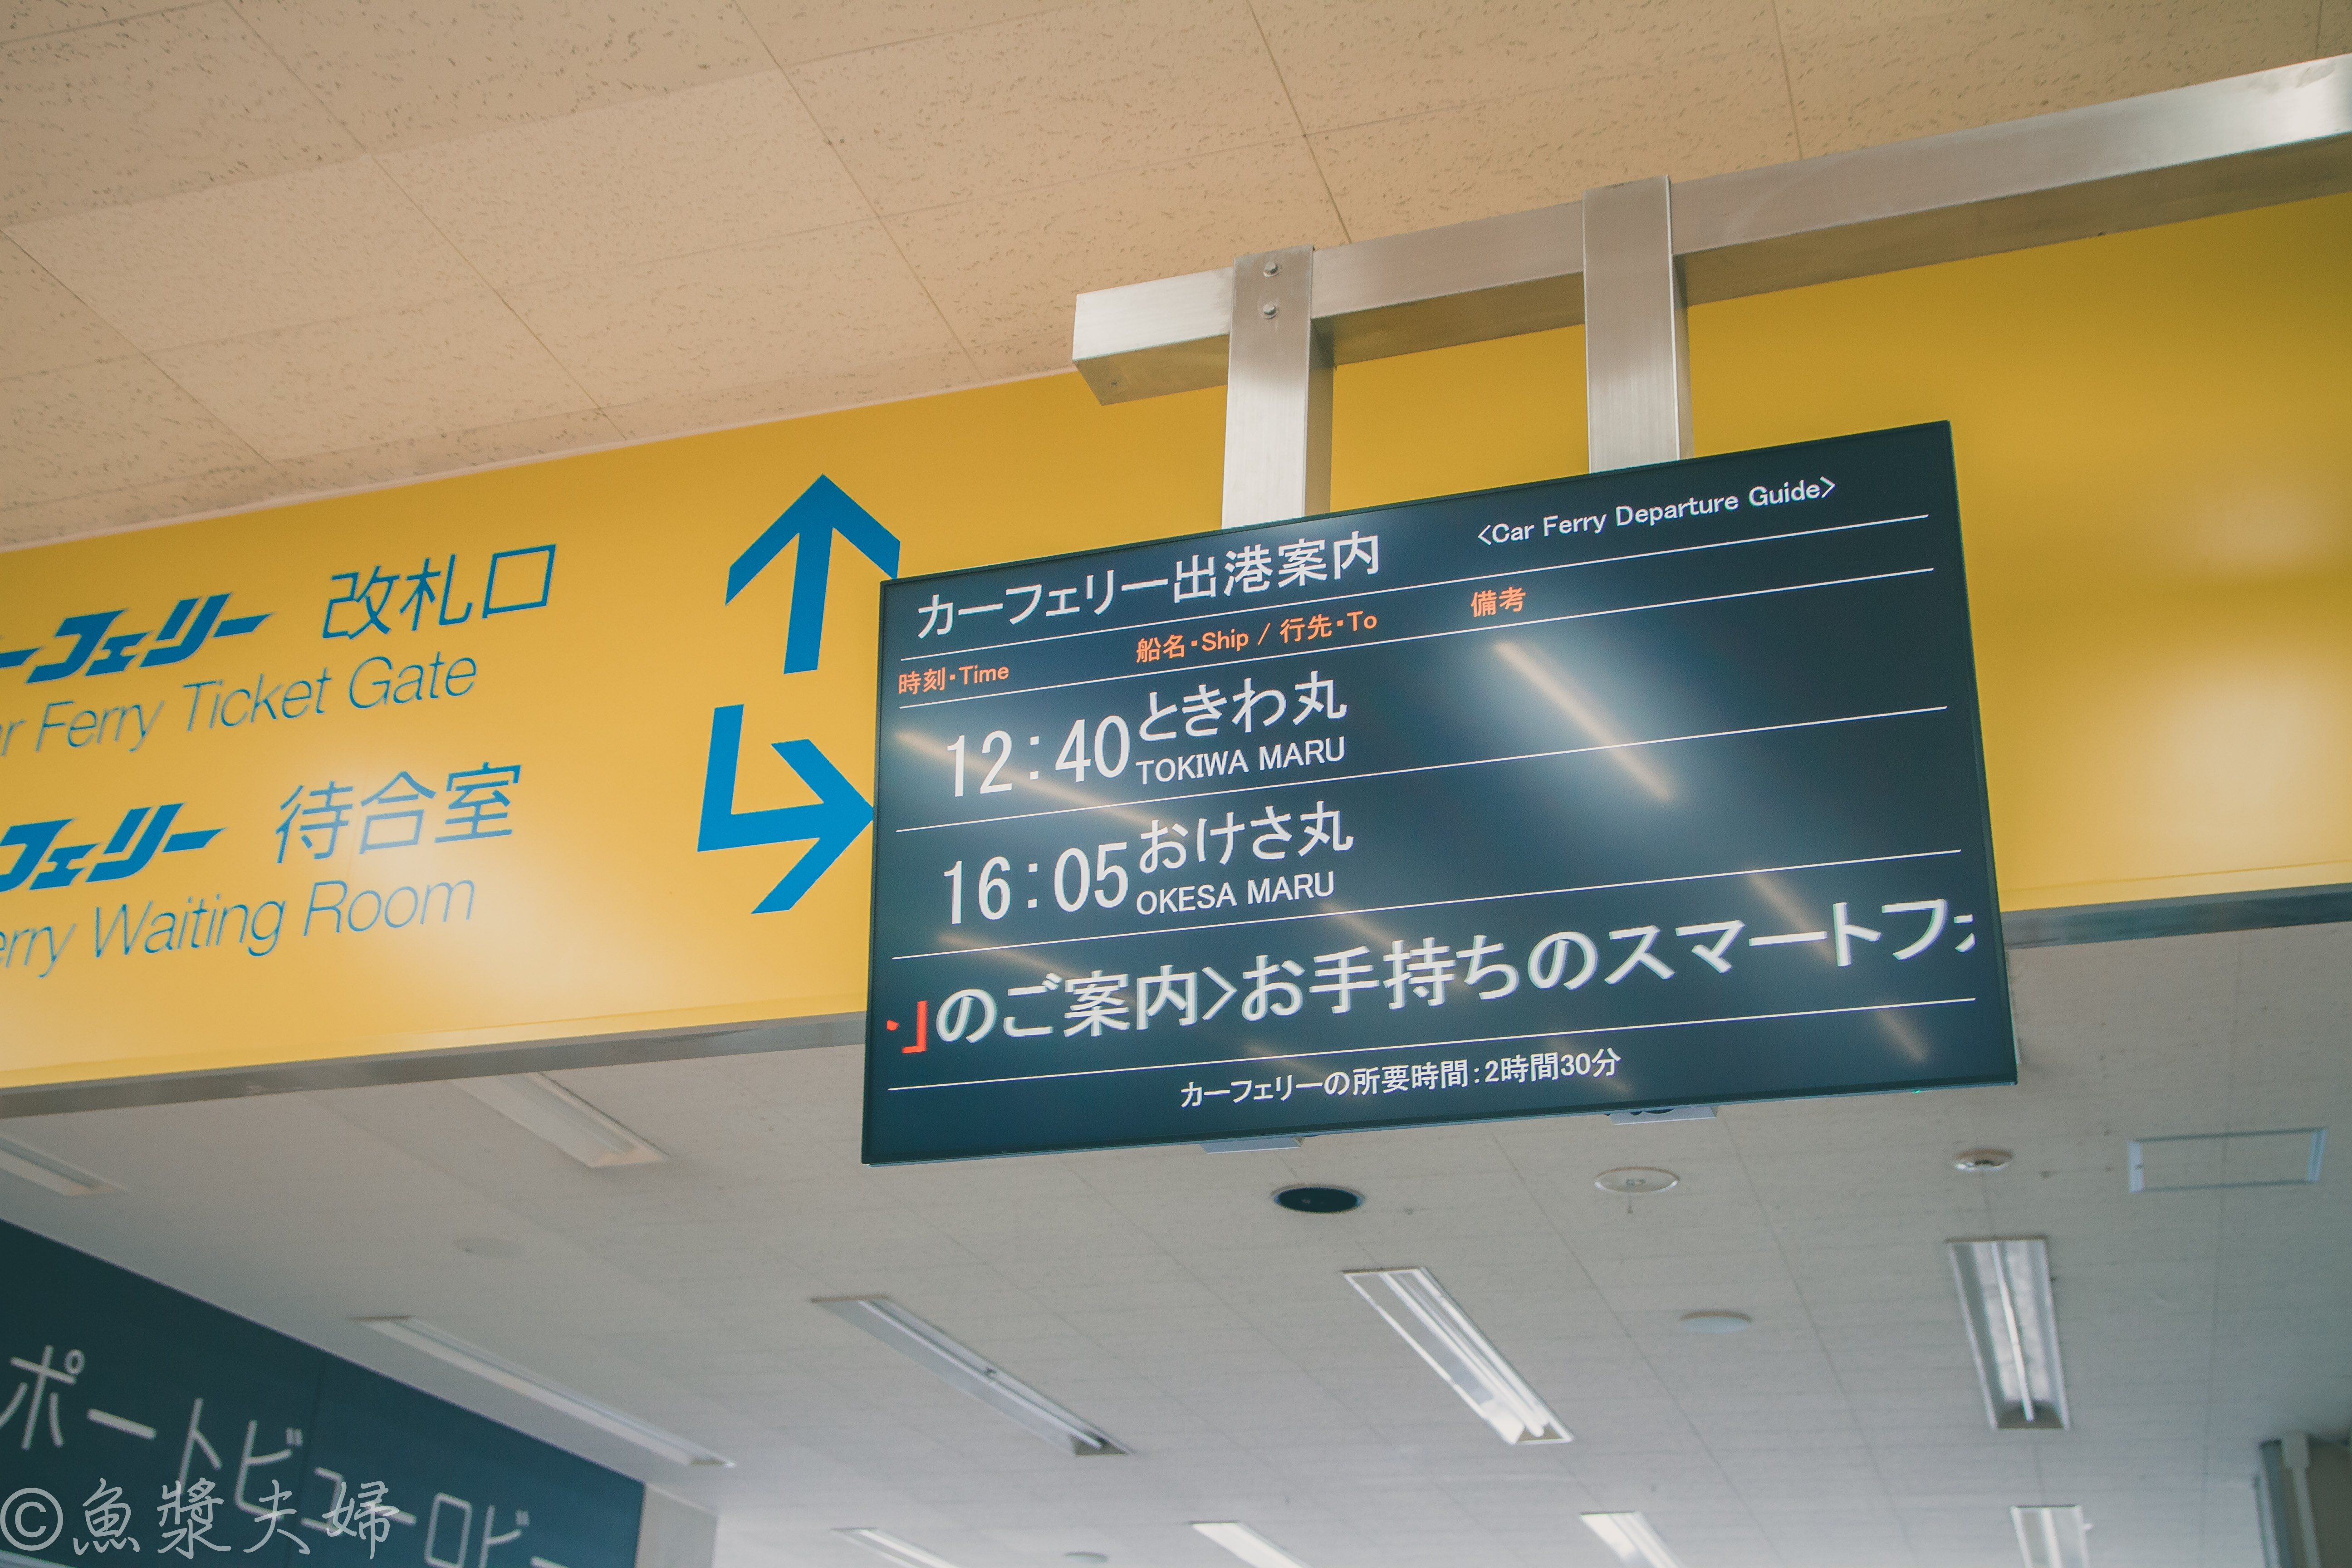 ーフェリー 改札口
r Ferry Ticket Gate
フェリー 待合室
erry Waiting Room
カーフェリー出港案内 <Car Ferry Departure Guide>
時刻・Time 船名・Ship / 行先・To 備考
12:40 ときわ丸
TOKIWA MARU
16:05 おけさ丸
OKESA MARU
」のご案内>お手持ちのスマートフォ
カーフェリーの所要時間：2時間30分
ポートビューロビー
©魚漿夫婦